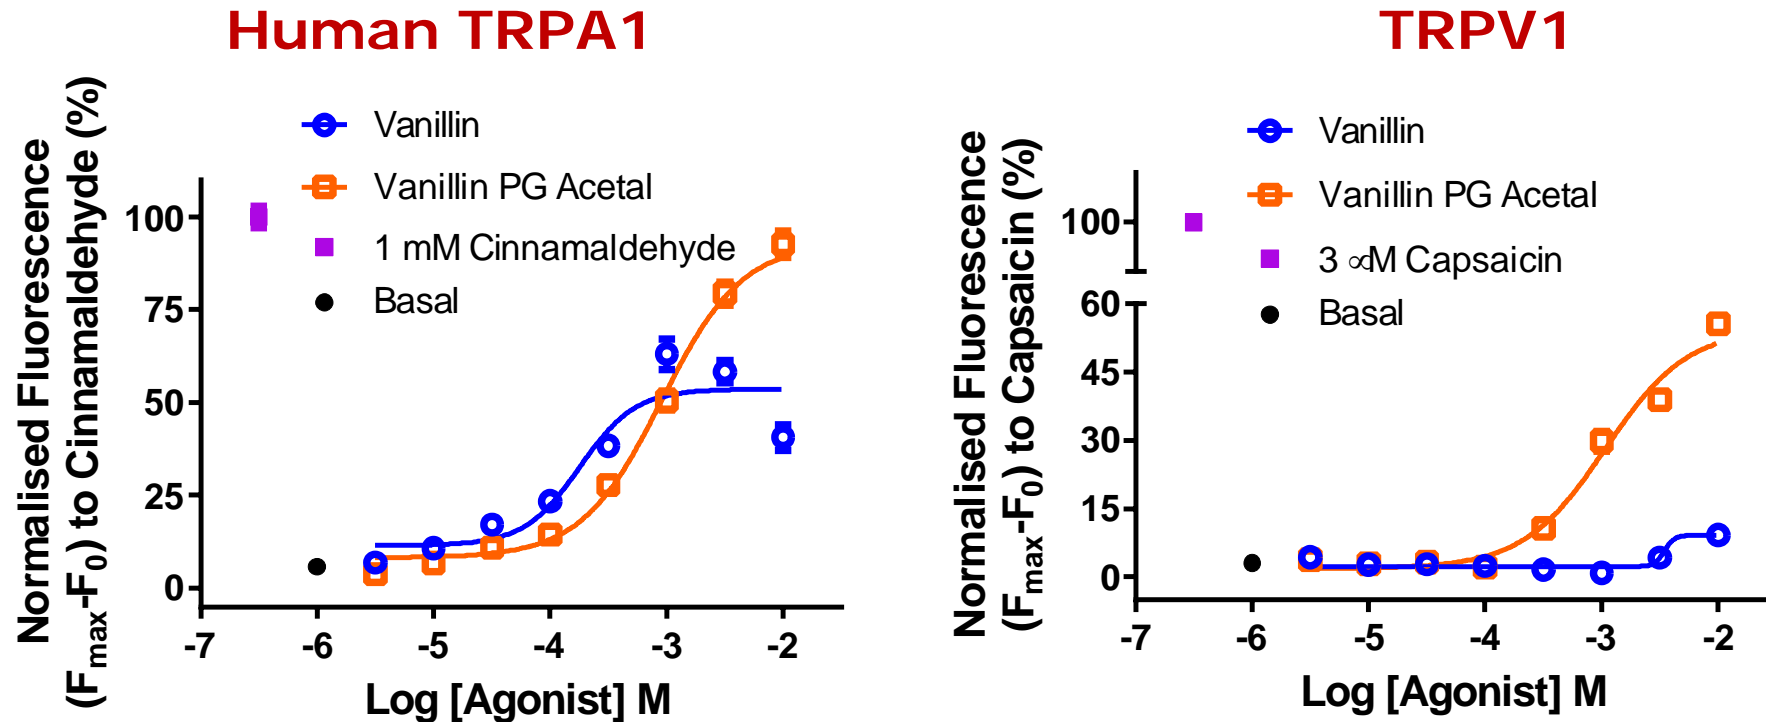 Human TRPA1
Normalised Fluorescence
(Fmax-F0) to Cinnamaldehyde (%)
Vanillin
Vanillin PG Acetal
1 mM Cinnamaldehyde
Basal
100
75
50
25
0
-7 -6 -5 -4 -3 -2
Log [Agonist] M
TRPV1
Normalised Fluorescence
(Fmax-F0) to Capsaicin (%)
Vanillin
Vanillin PG Acetal
3 ∝M Capsaicin
Basal
100
60
45
30
15
0
-7 -6 -5 -4 -3 -2
Log [Agonist] M